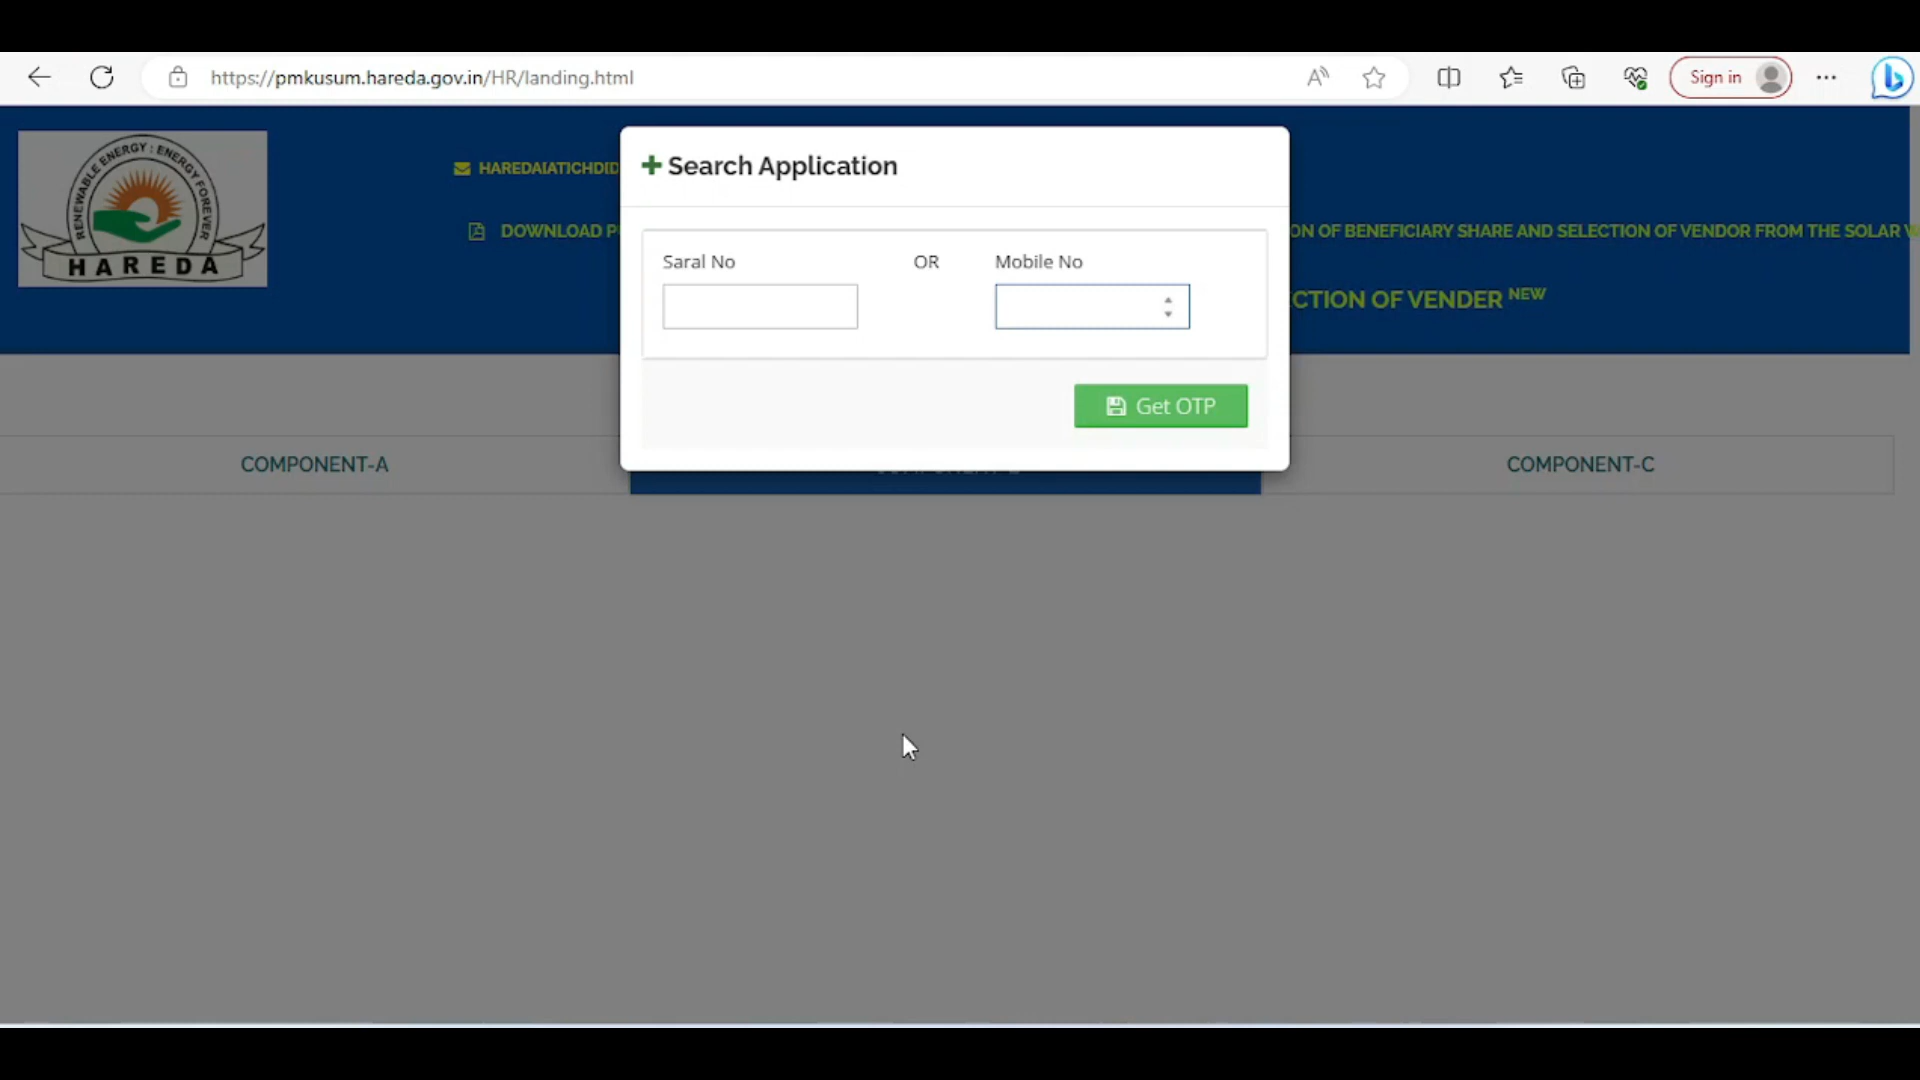 https://pmkusum.hareda.gov.in/HR/landing.html
Sign in
RENEWABLE ENERGY : ENERGY FOREVER
HAREDA
HAREDAIATICHDID
Search Application
DOWNLOAD
ON OF BENEFICIARY SHARE AND SELECTION OF VENDOR FROM THE SOLAR
CTION OF VENDER NEW
Saral No
OR
Mobile No
Get OTP
COMPONENT-A
COMPONENT-C